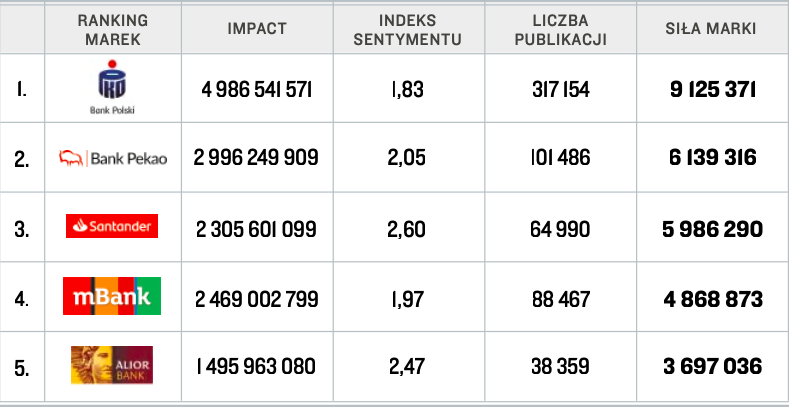 RANKING MAREK
IMPACT
INDEKS SENTYMENTU
LICZBA PUBLIKACJI
SIŁA MARKI
1.
PKO
Bank Polski
4 986 541 571
1,83
317 154
9 125 371
2.
Bank Pekao
2 996 249 909
2,05
101 486
6 139 316
3.
Santander
2 305 601 099
2,60
64 990
5 986 290
4.
mBank
2 469 002 799
1,97
88 467
4 868 873
5.
ALIOR
BANK
1 495 963 080
2,47
38 359
3 697 036